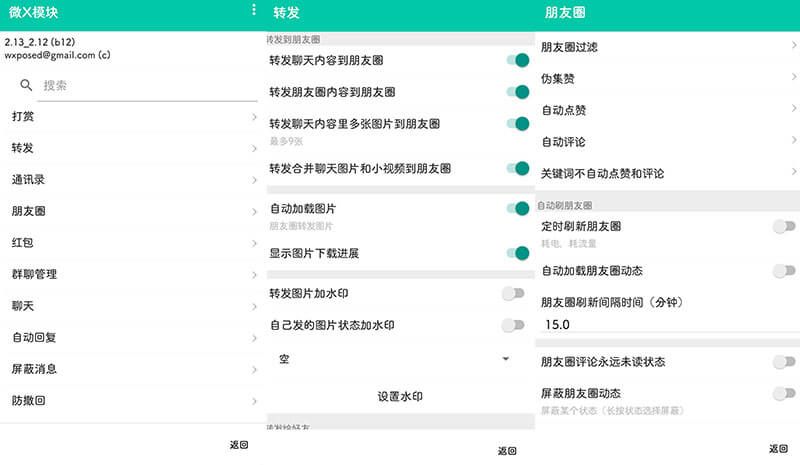 微X模块
2.13_2.12 (b12)
wxposed@gmail.com (c)
搜索
打赏
转发
通讯录
朋友圈
红包
群聊管理
聊天
自动回复
屏蔽消息
防撤回
返回
转发
转发到朋友圈
转发聊天内容到朋友圈
转发朋友圈内容到朋友圈
转发聊天内容里多张图片到朋友圈
最多9张
转发合并聊天图片和小视频到朋友圈
自动加载图片
朋友圈转发图片
显示图片下载进展
转发图片加水印
自己发的图片状态加水印
空
设置水印
转发给好友
返回
朋友圈
朋友圈过滤
伪集赞
自动点赞
自动评论
关键词不自动点赞和评论
自动刷朋友圈
定时刷新朋友圈
耗电，耗流量
自动加载朋友圈动态
朋友圈刷新间隔时间（分钟）
15.0
朋友圈评论永远未读状态
屏蔽朋友圈动态
屏蔽某个状态（长按状态选择屏蔽）
返回